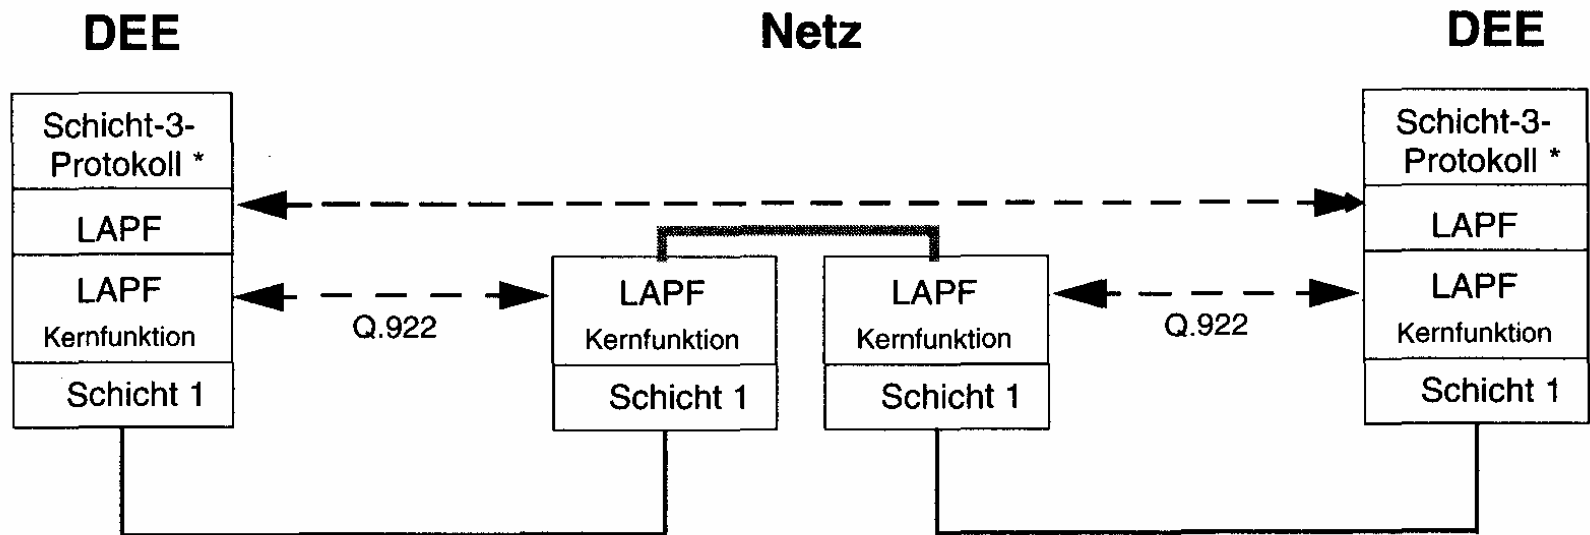 DEE
Netz
DEE
Schicht-3-
Protokoll *
LAPF
LAPF
Kernfunktion
Schicht 1
Q.922
LAPF
Kernfunktion
Schicht 1
LAPF
Kernfunktion
Schicht 1
Q.922
Schicht-3-
Protokoll *
LAPF
LAPF
Kernfunktion
Schicht 1